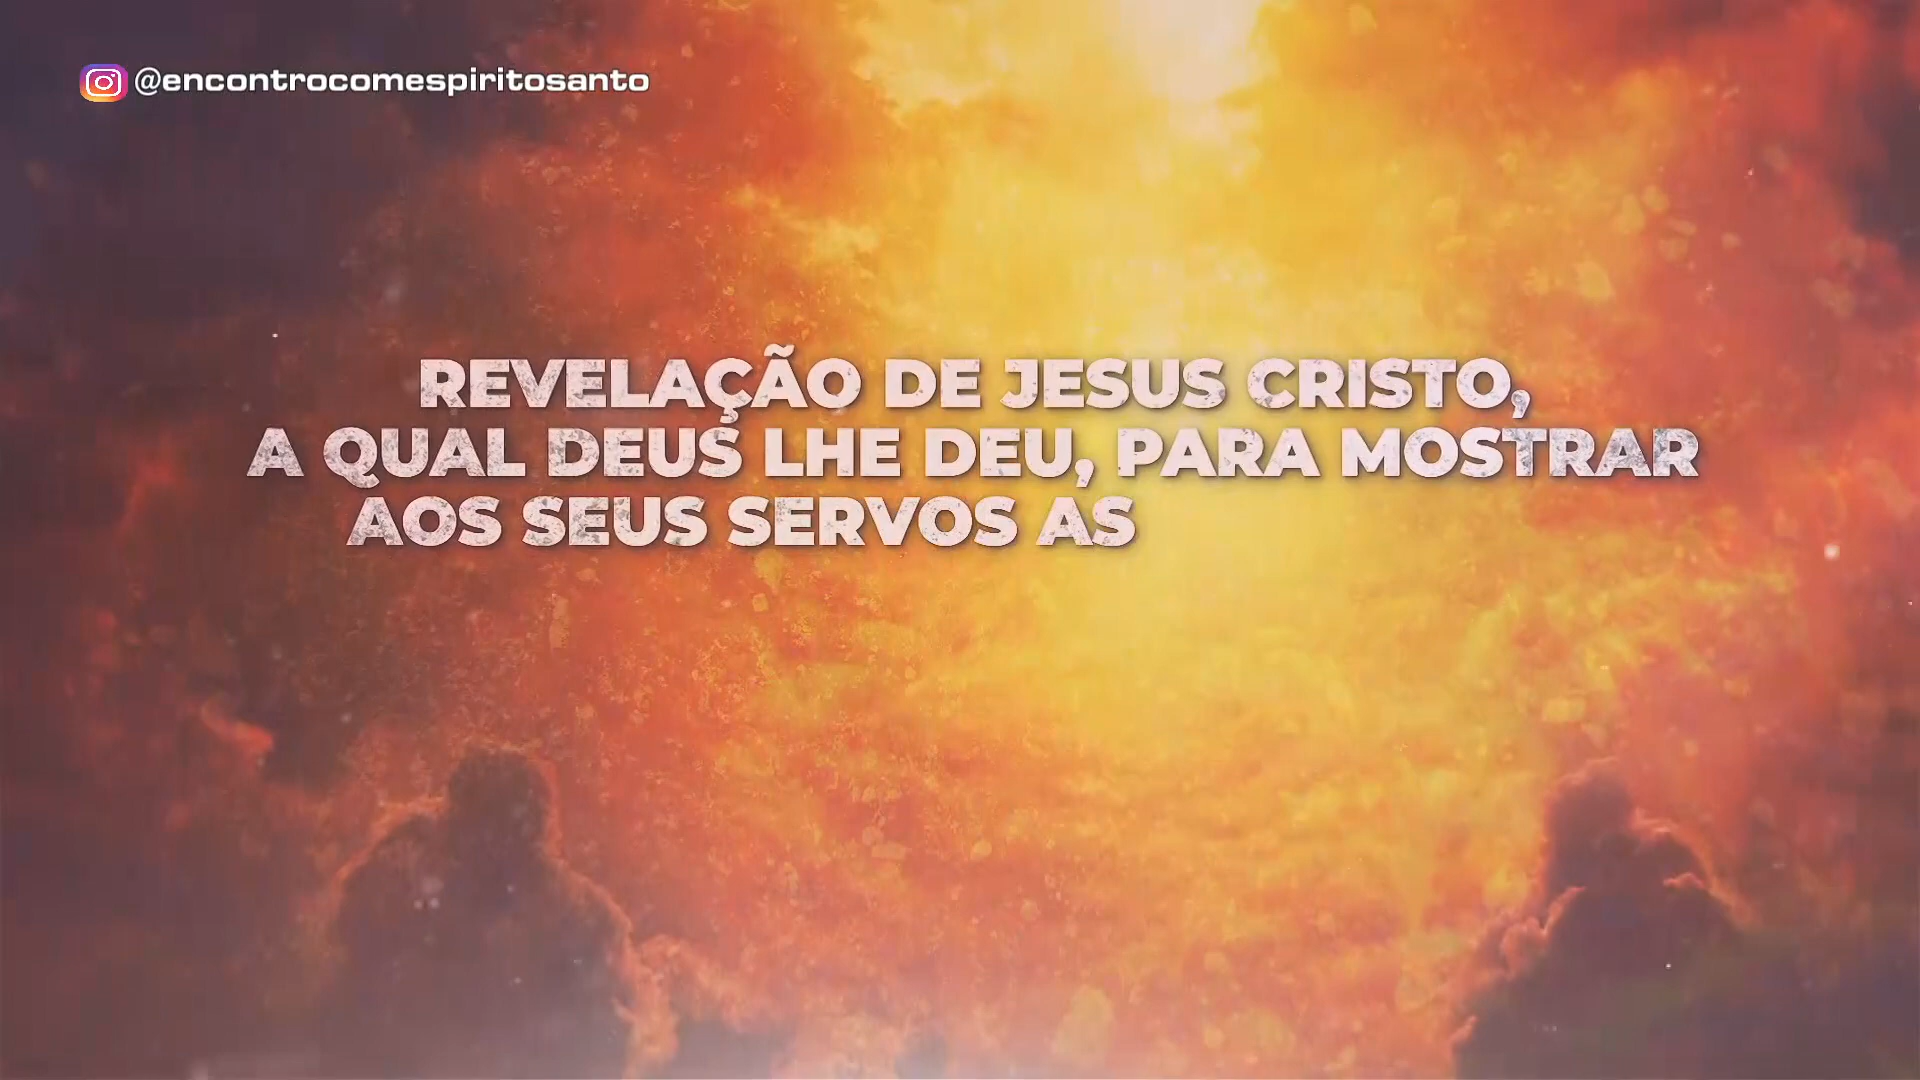 @encontrocomespiritosanto
REVELAÇÃO DE JESUS CRISTO,
A QUAL DEUS LHE DEU, PARA MOSTRAR
AOS SEUS SERVOS AS